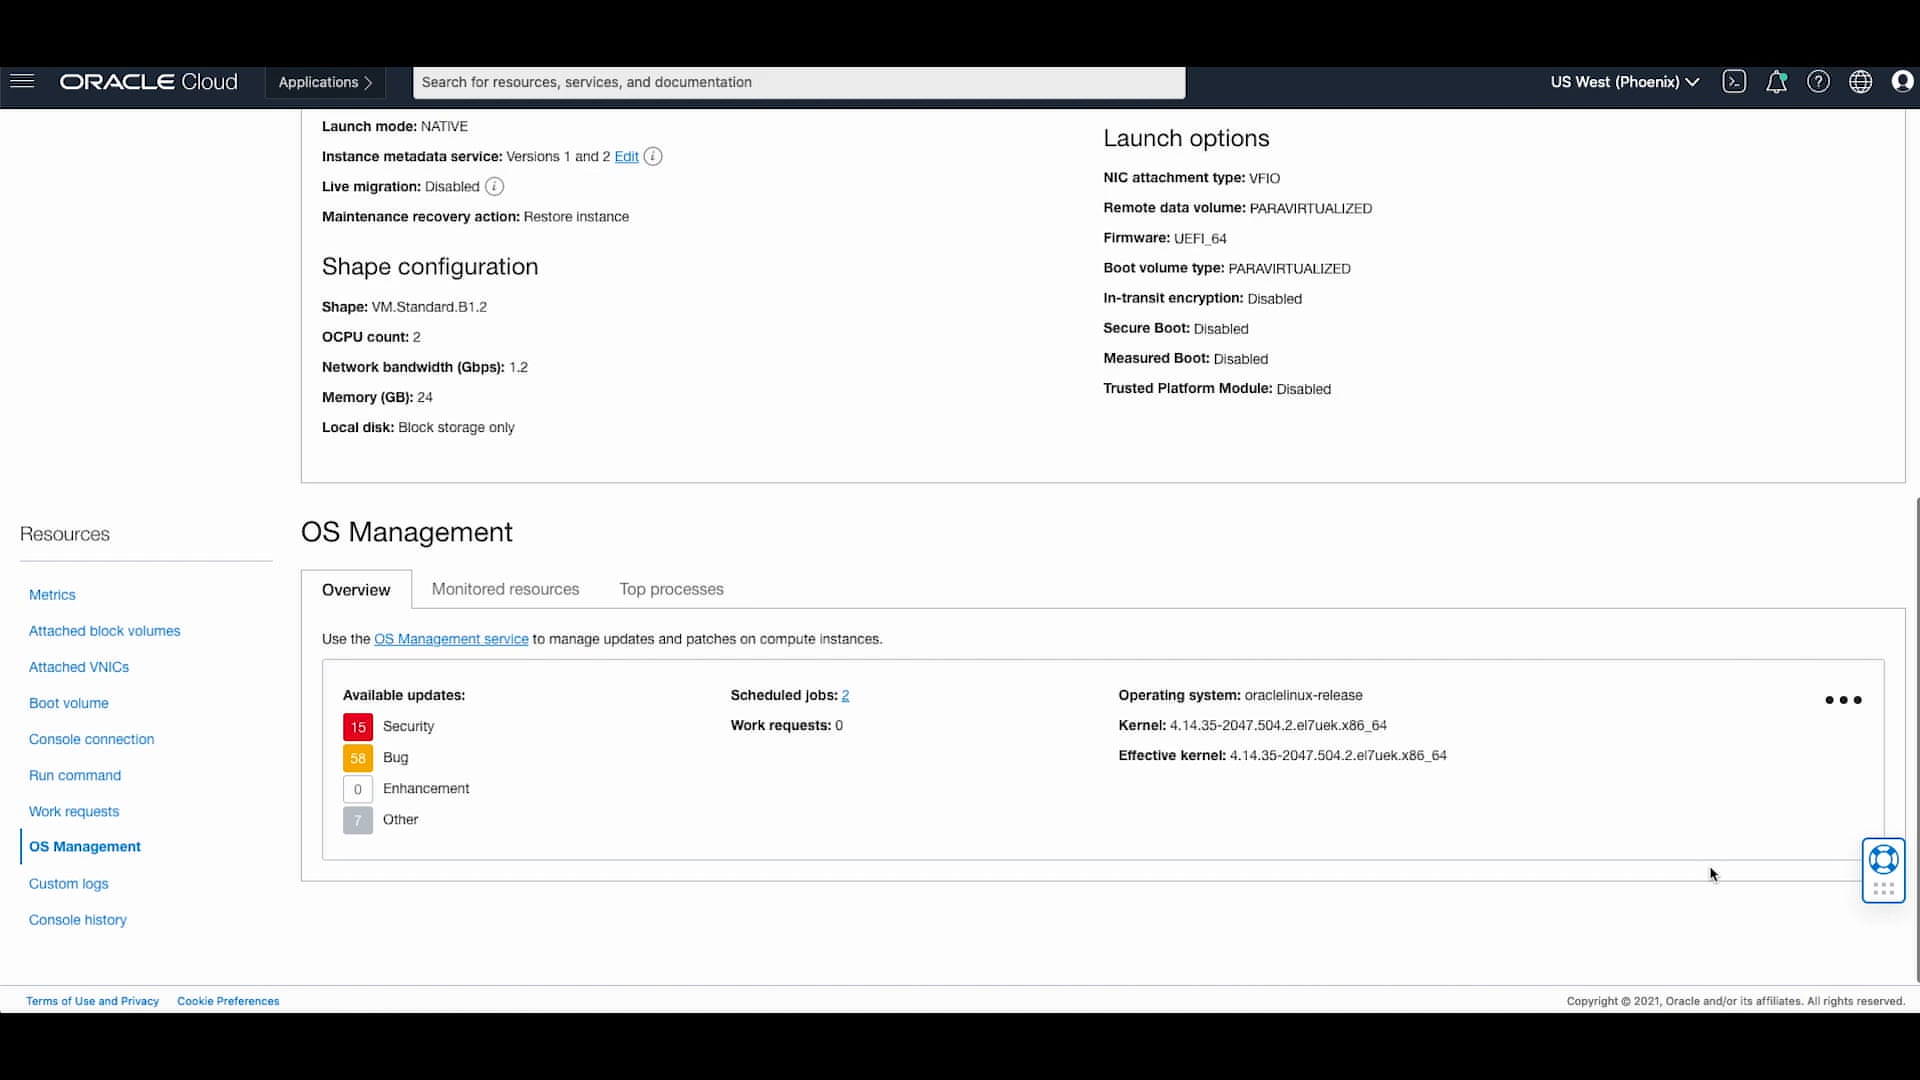 ORACLE Cloud
Applications
Search for resources, services, and documentation
US West (Phoenix)
Launch mode: NATIVE
Instance metadata service: Versions 1 and 2 Edit
Live migration: Disabled
Maintenance recovery action: Restore instance
Shape configuration
Shape: VM.Standard.B1.2
OCPU count: 2
Network bandwidth (Gbps): 1.2
Memory (GB): 24
Local disk: Block storage only
Launch options
NIC attachment type: VFIO
Remote data volume: PARAVIRTUALIZED
Firmware: UEFI_64
Boot volume type: PARAVIRTUALIZED
In-transit encryption: Disabled
Secure Boot: Disabled
Measured Boot: Disabled
Trusted Platform Module: Disabled
Resources
Metrics
Attached block volumes
Attached VNICs
Boot volume
Console connection
Run command
Work requests
OS Management
Custom logs
Console history
OS Management
Overview
Monitored resources
Top processes
Use the OS Management service to manage updates and patches on compute instances.
Available updates:
15 Security
58 Bug
0 Enhancement
7 Other
Scheduled jobs: 2
Work requests: 0
Operating system: oraclelinux-release
Kernel: 4.14.35-2047.504.2.el7uek.x86_64
Effective kernel: 4.14.35-2047.504.2.el7uek.x86_64
Terms of Use and Privacy
Cookie Preferences
Copyright © 2021, Oracle and/or its affiliates. All rights reserved.